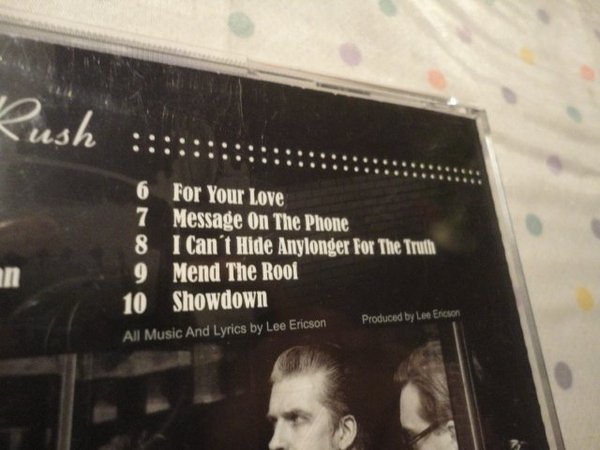 Rush
6 For Your Love
7 Message On The Phone
8 I Can´t Hide Anylonger For The Truth
9 Mend The Roof
10 Showdown
All Music And Lyrics by Lee Ericson Produced by Lee Ericson